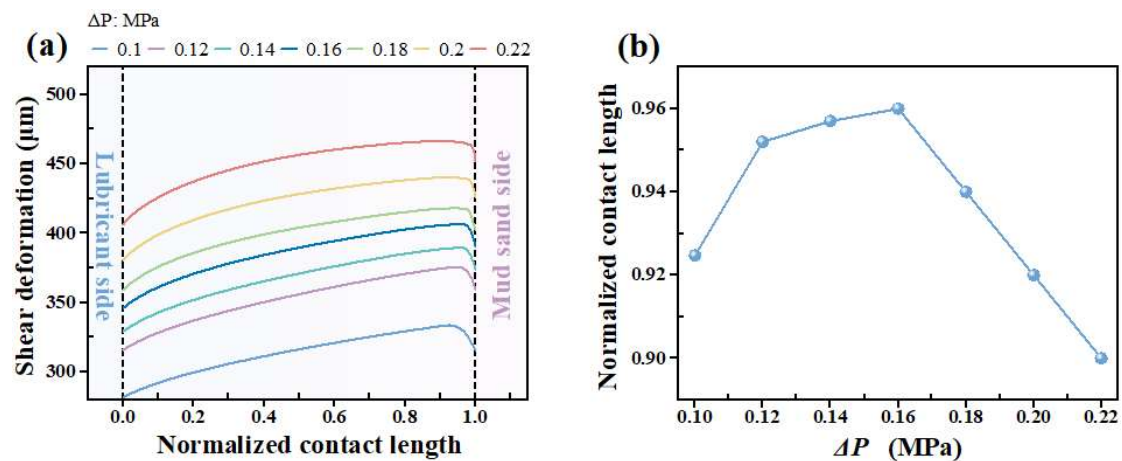 ΔP: MPa
(a)
0.1 0.12 0.14 0.16 0.18 0.2 0.22
500
450
400
350
300
Shear deformation (μm)
Lubricant side
Mud sand side
0.0 0.2 0.4 0.6 0.8 1.0
Normalized contact length
(b)
0.96
0.94
0.92
0.90
Normalized contact length
0.10 0.12 0.14 0.16 0.18 0.20 0.22
ΔP (MPa)